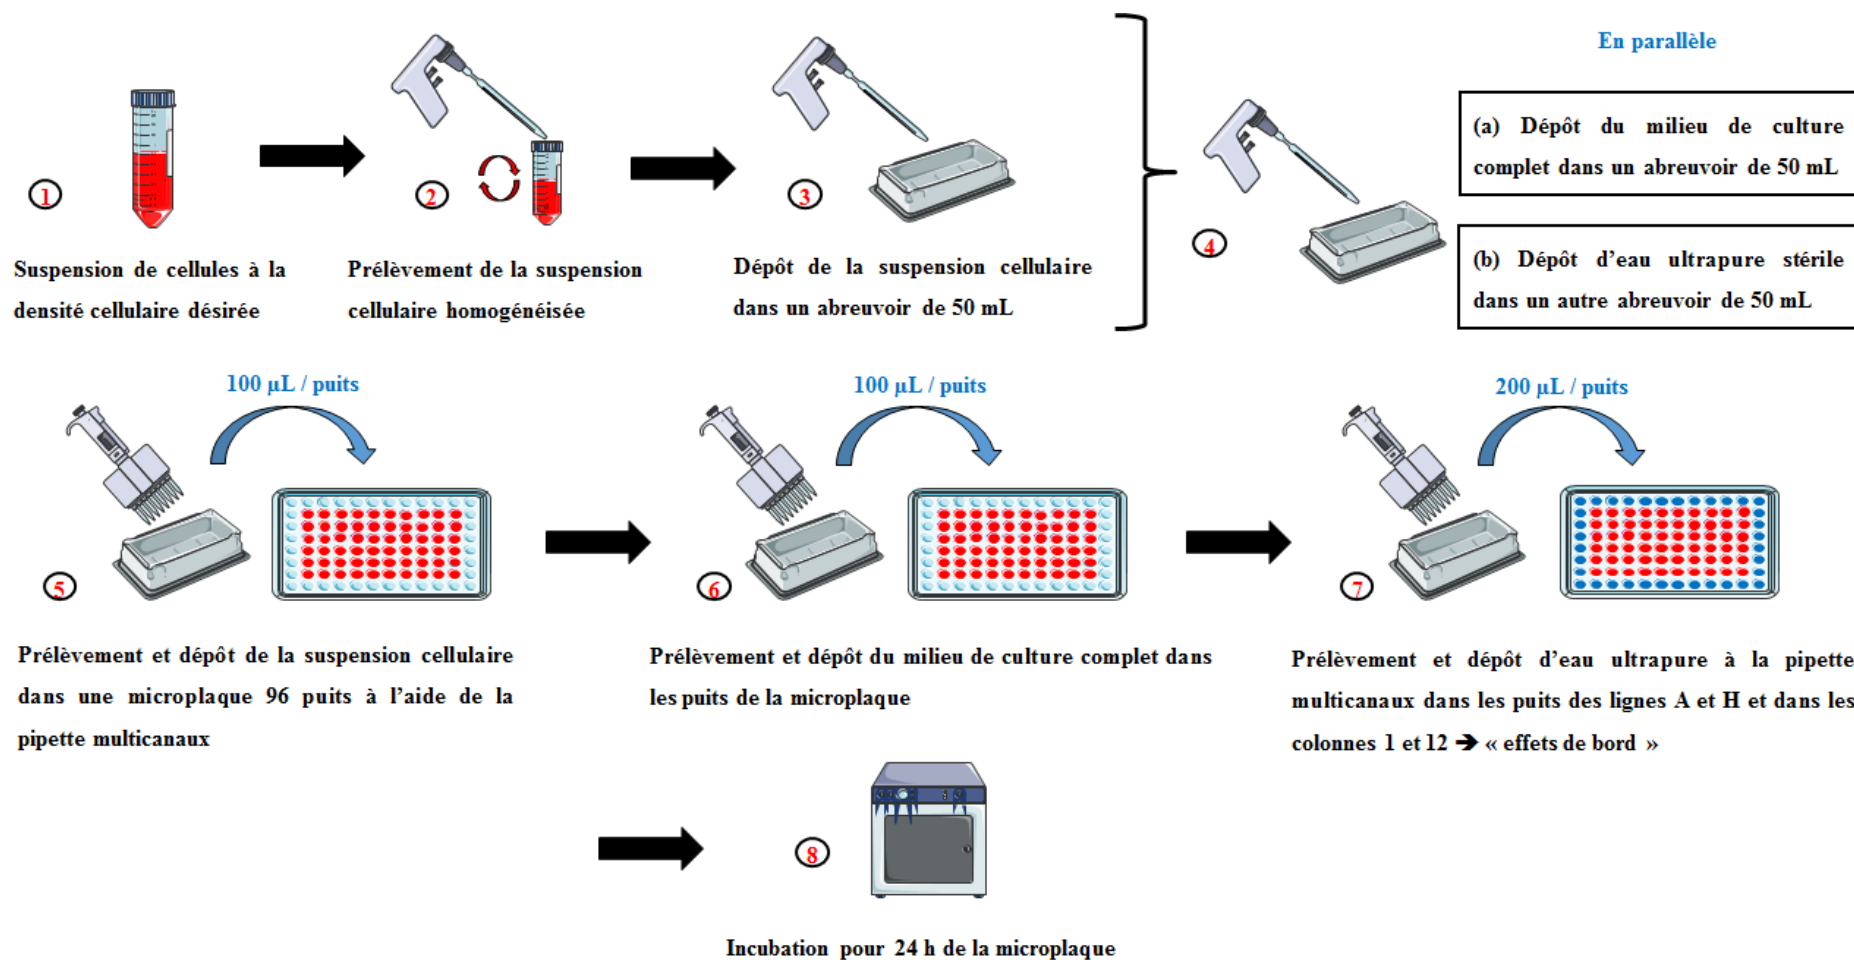 En parallèle
1
Suspension de cellules à la
densité cellulaire désirée
2
Prélèvement de la suspension
cellulaire homogénéisée
3
Dépôt de la suspension cellulaire
dans un abreuvoir de 50 mL
4
(a) Dépôt du milieu de culture
complet dans un abreuvoir de 50 mL
(b) Dépôt d’eau ultrapure stérile
dans un autre abreuvoir de 50 mL
100 µL / puits
5
Prélèvement et dépôt de la suspension cellulaire
dans une microplaque 96 puits à l’aide de la
pipette multicanaux
100 µL / puits
6
Prélèvement et dépôt du milieu de culture complet dans
les puits de la microplaque
200 µL / puits
7
Prélèvement et dépôt d’eau ultrapure à la pipette
multicanaux dans les puits des lignes A et H et dans les
colonnes 1 et 12 ➔ « effets de bord »
8
Incubation pour 24 h de la microplaque